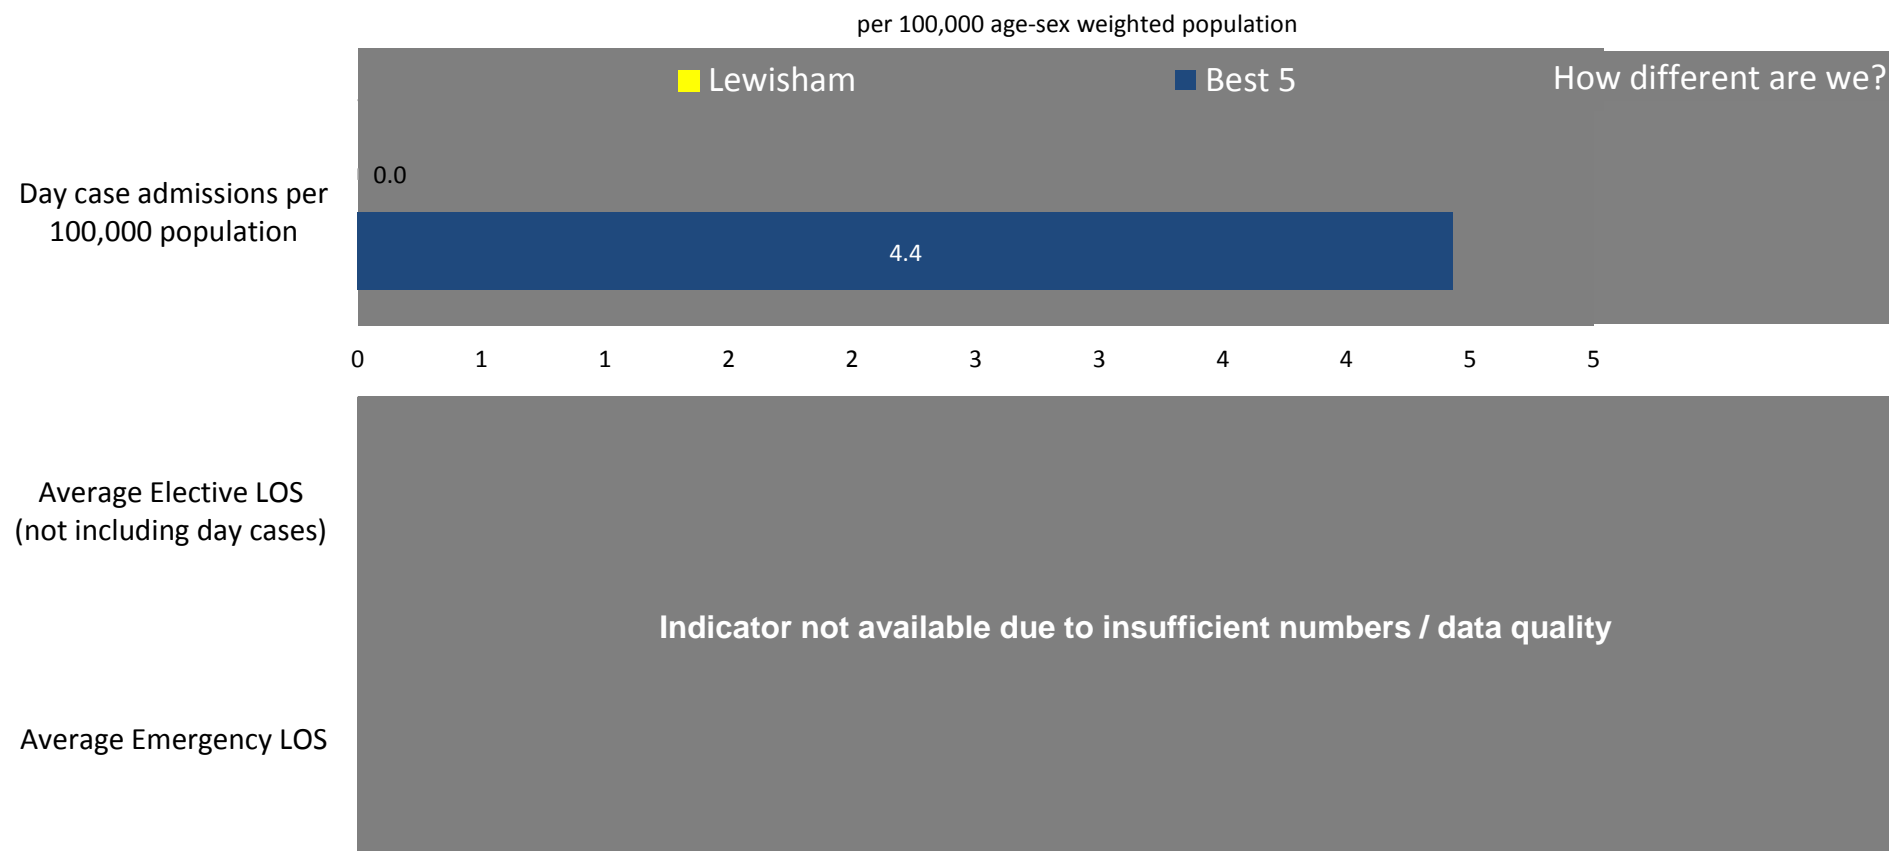 per 100,000 age-sex weighted population
Lewisham
Best 5
How different are we?
Day case admissions per
100,000 population
0.0
4.4
0 1 1 2 2 3 3 4 4 5 5
Average Elective LOS
(not including day cases)
Indicator not available due to insufficient numbers / data quality
Average Emergency LOS